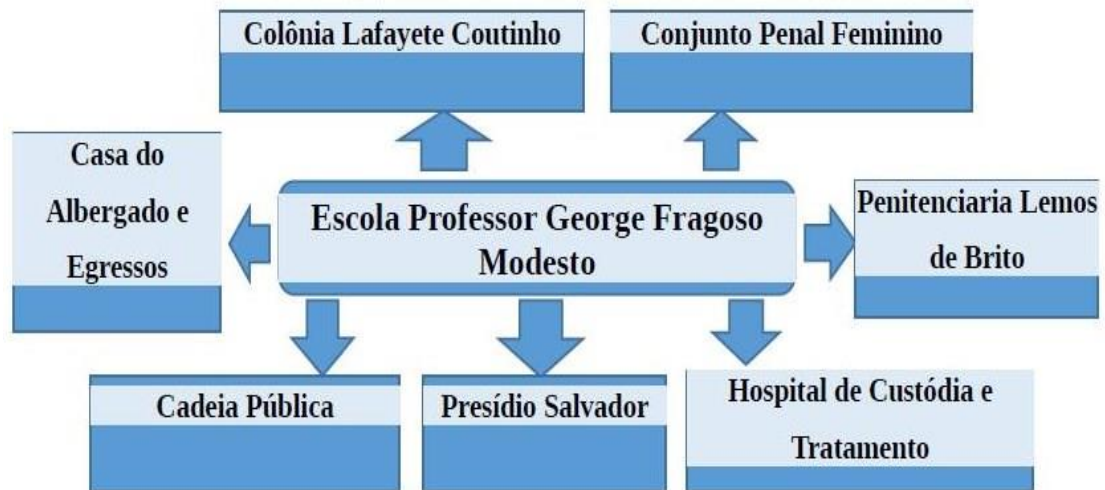 Colônia Lafayete Coutinho
Conjunto Penal Feminino
Casa do
Albergado e
Egressos
Escola Professor George Fragoso
Modesto
Penitenciaria Lemos
de Brito
Cadeia Pública
Presídio Salvador
Hospital de Custódia e
Tratamento